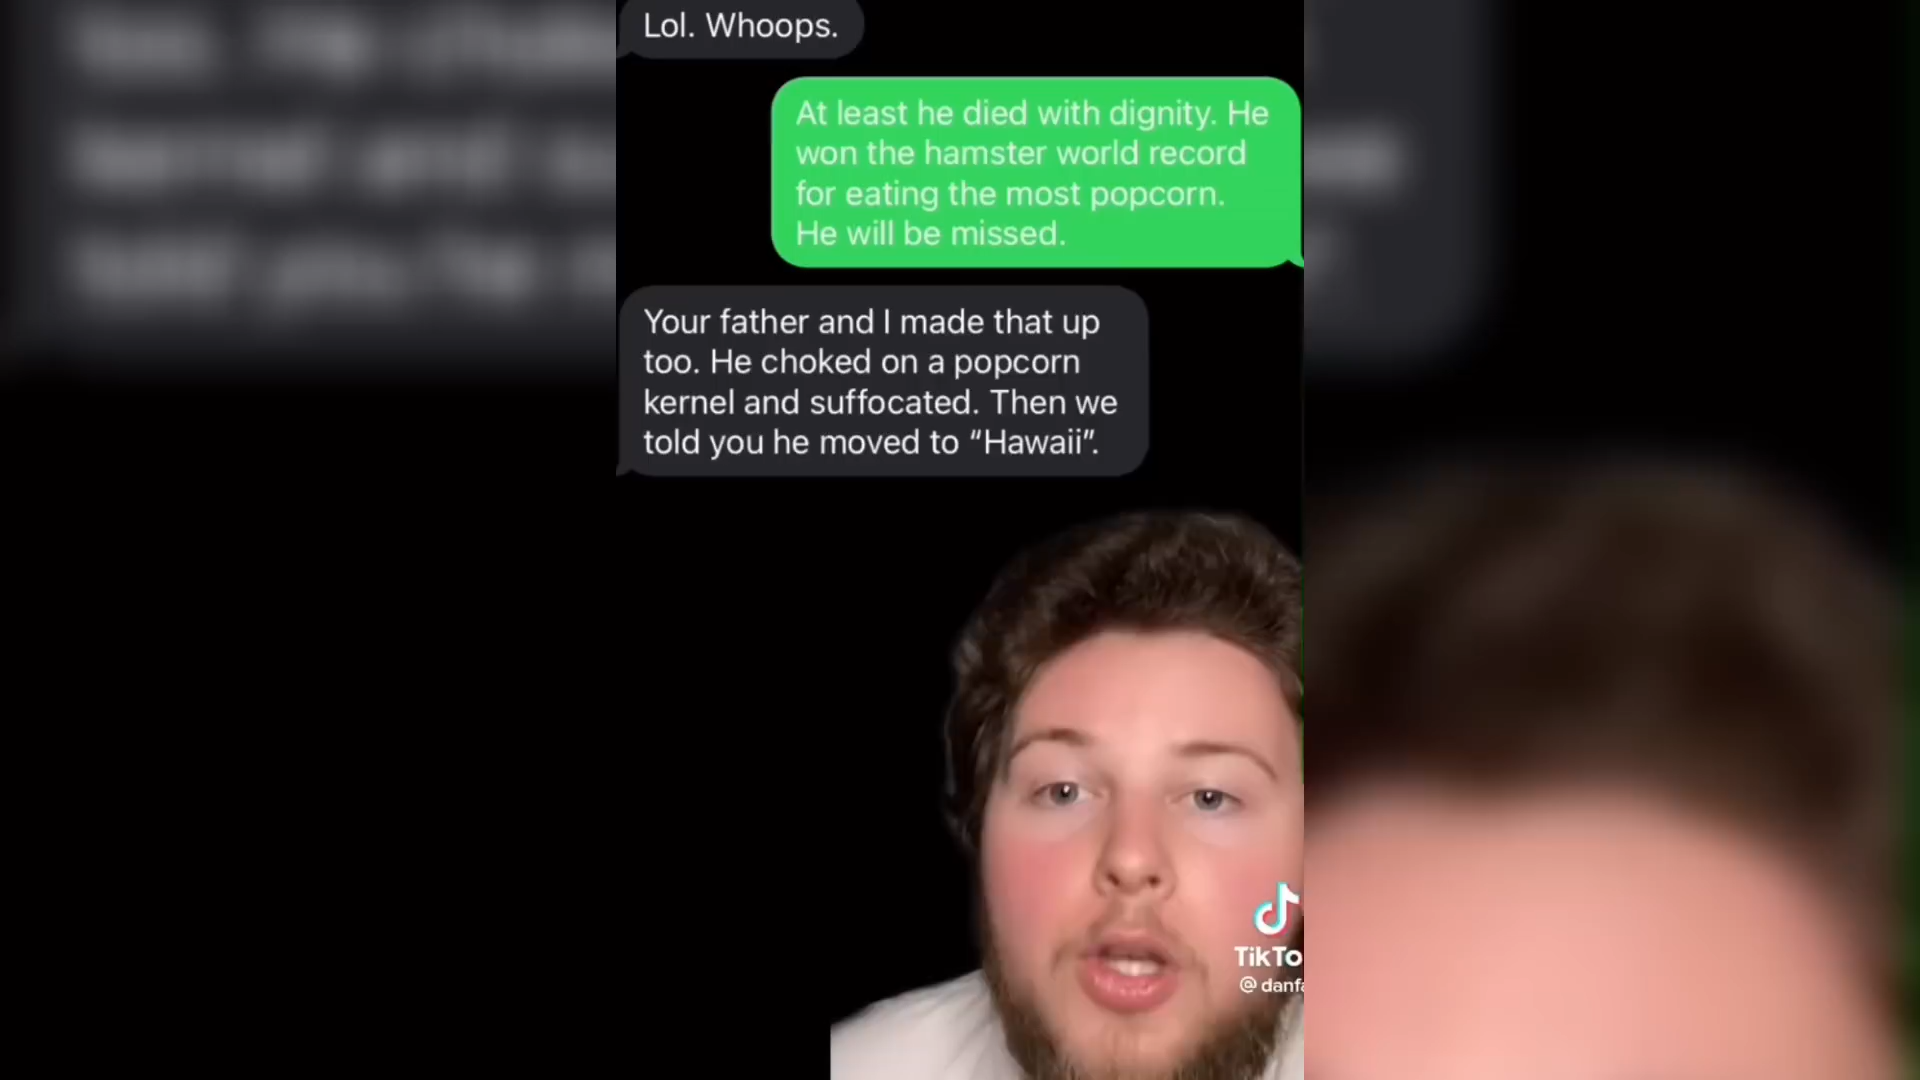 Lol. Whoops.
At least he died with dignity. He
won the hamster world record
for eating the most popcorn.
He will be missed.
Your father and I made that up
too. He choked on a popcorn
kernel and suffocated. Then we
told you he moved to “Hawaii”.
TikTo
@danfa